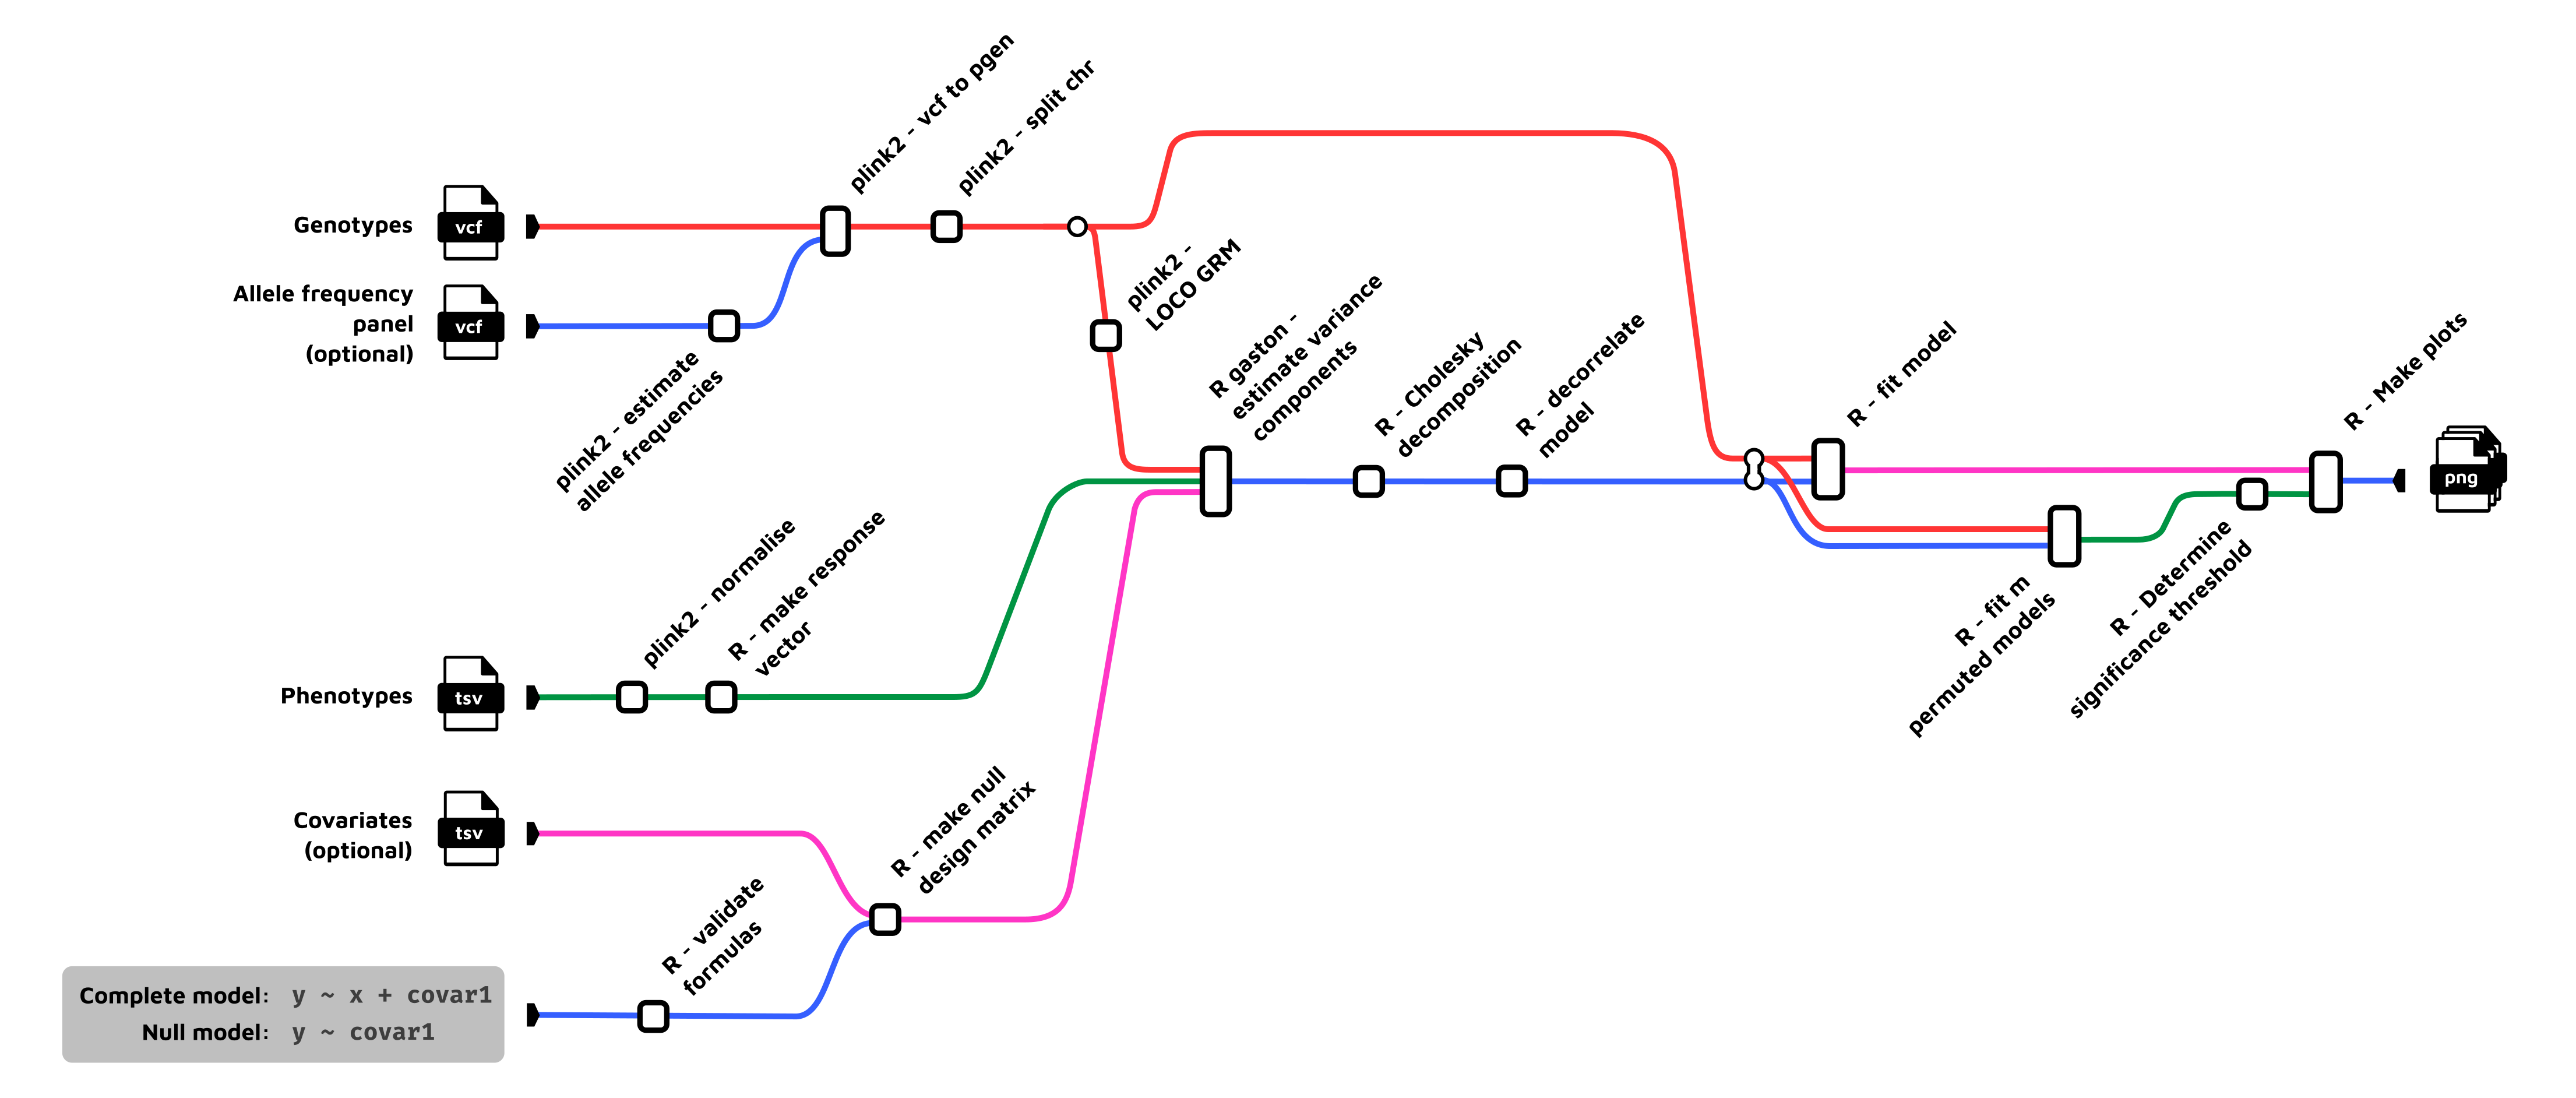 plink2 - vcf to pgen
plink2 - split chr
Genotypes
vcf
Allele frequency
panel
(optional)
vcf
plink2 - estimate
allele frequencies
plink2 -
LOCO GRM
R gaston -
estimate variance
components
R - Cholesky
decomposition
R - decorrelate
model
R - fit model
R - Make plots
png
R - fit m
permuted models
R - Determine
significance threshold
Phenotypes
tsv
plink2 - normalise
R - make response
vector
Covariates
(optional)
tsv
R - make null
design matrix
R - validate
formulas
Complete model: y ~ x + covar1
Null model: y ~ covar1